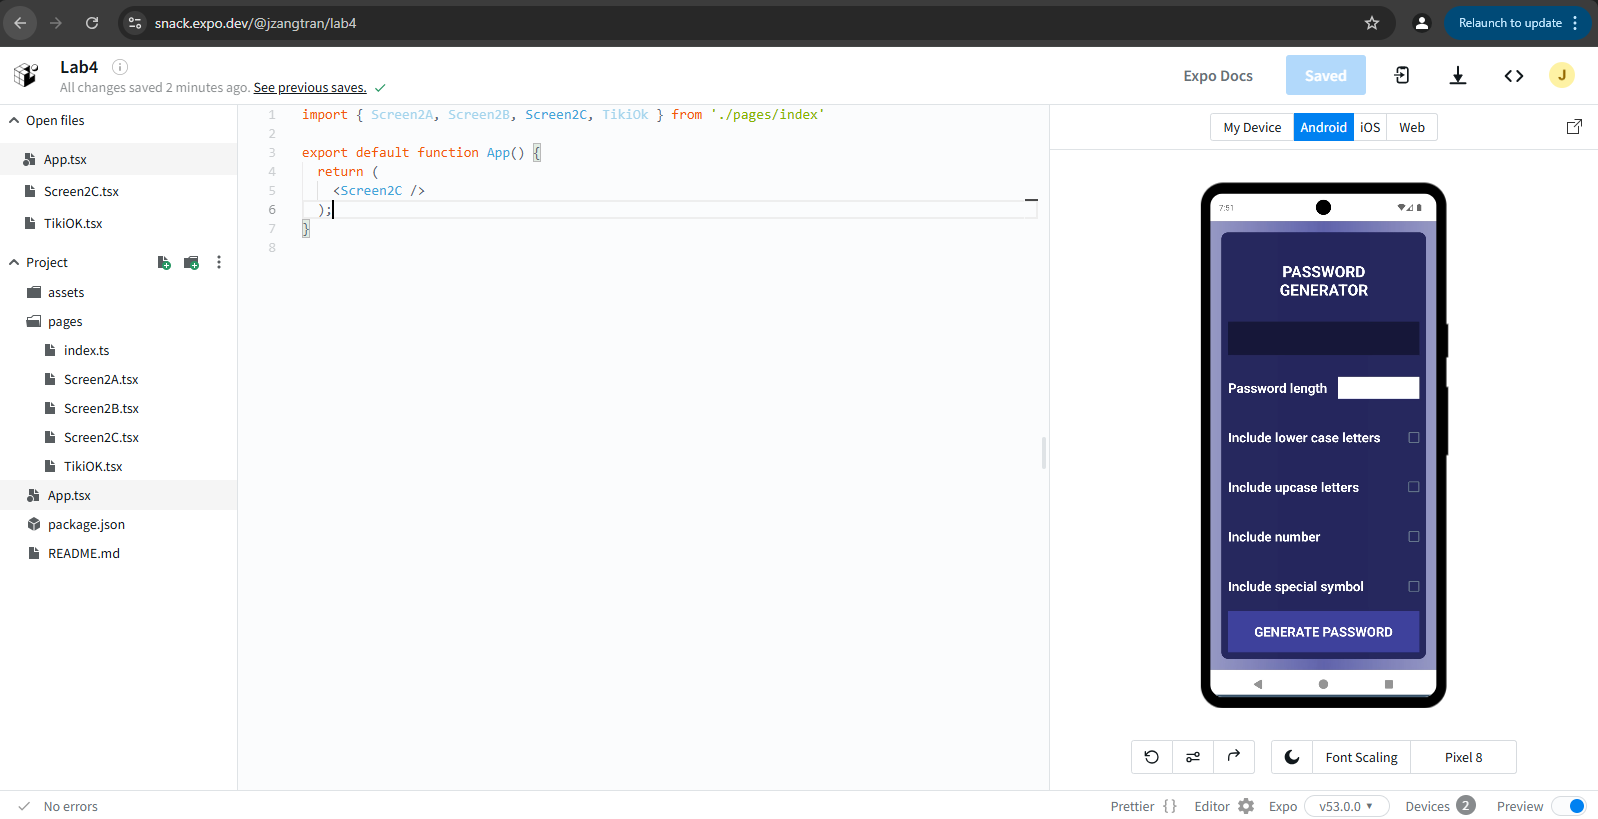 snack.expo.dev/@jzangtran/lab4
Relaunch to update
Lab4
All changes saved 2 minutes ago. See previous saves.
Expo Docs
Saved
J
Open files
App.tsx
Screen2C.tsx
TikiOK.tsx
Project
assets
pages
index.ts
Screen2A.tsx
Screen2B.tsx
Screen2C.tsx
TikiOK.tsx
App.tsx
package.json
README.md
1 import { Screen2A, Screen2B, Screen2C, TikiOk } from './pages/index'
2
3 export default function App() {
4 return (
5 <Screen2C />
6 );
7 }
8
My Device
Android
iOS
Web
7:51
PASSWORD
GENERATOR
Password length
Include lower case letters
Include upcase letters
Include number
Include special symbol
GENERATE PASSWORD
Font Scaling
Pixel 8
No errors
Prettier {}
Editor
Expo
v53.0.0
Devices 2
Preview